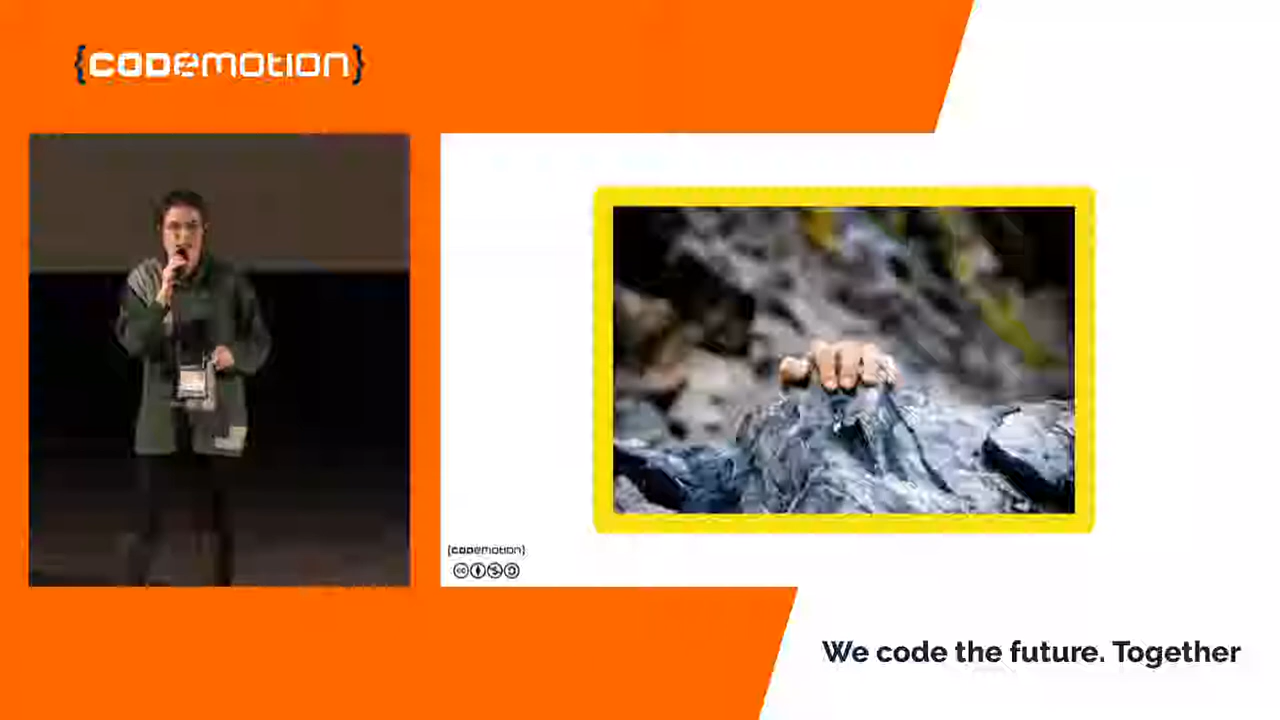 {codemotion}
{codemotion}
We code the future. Together